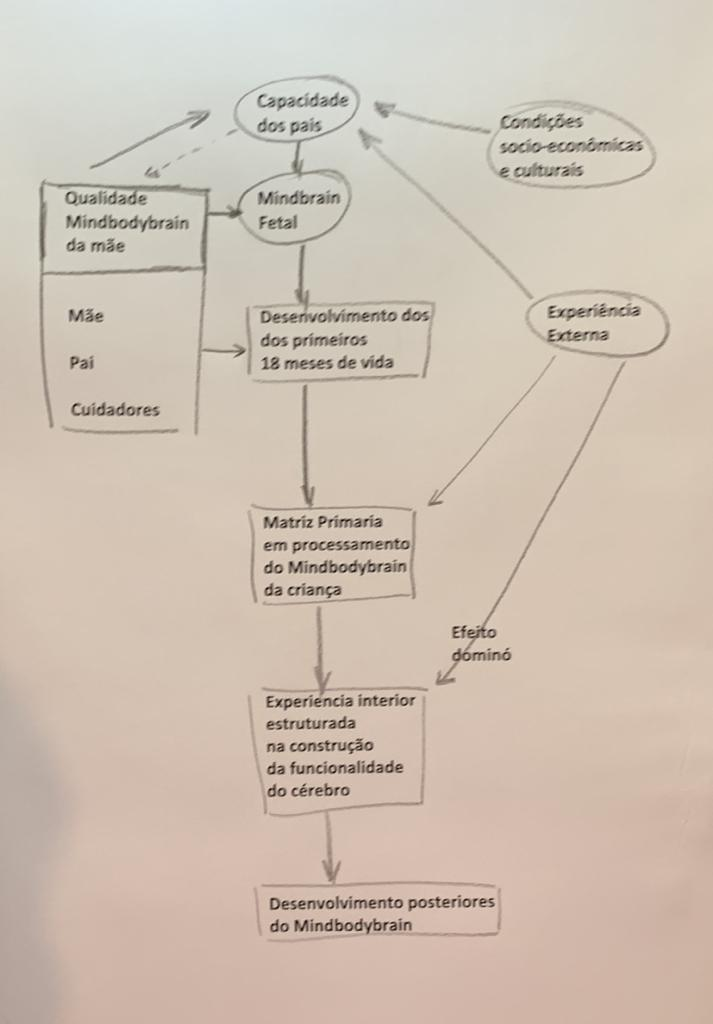 Capacidade
dos pais
Condições
socio-econômicas
e culturais
Qualidade
Mindbodybrain
da mãe
Mindbrain
Fetal
Mãe
Pai
Cuidadores
Desenvolvimento dos
dos primeiros
18 meses de vida
Experiência
Externa
Matriz Primaria
em processamento
do Mindbodybrain
da criança
Efeito
dominó
Experiencia interior
estruturada
na construção
da funcionalidade
do cérebro
Desenvolvimento posteriores
do Mindbodybrain